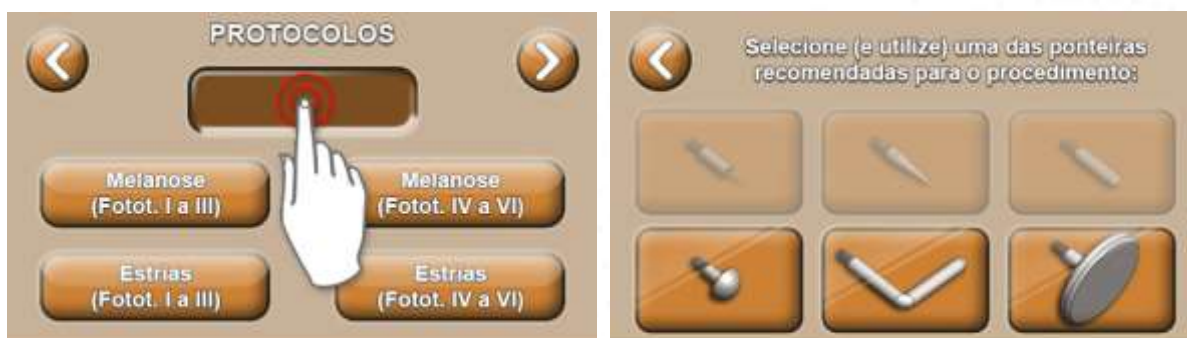 PROTOCOLOS
Melanose
(Fotot. I a III)
Melanose
(Fotot. IV a VI)
Estrias
(Fotot. I a III)
Estrias
(Fotot. IV a VI)
Selecione (e utilize) uma das ponteiras
recomendadas para o procedimento: